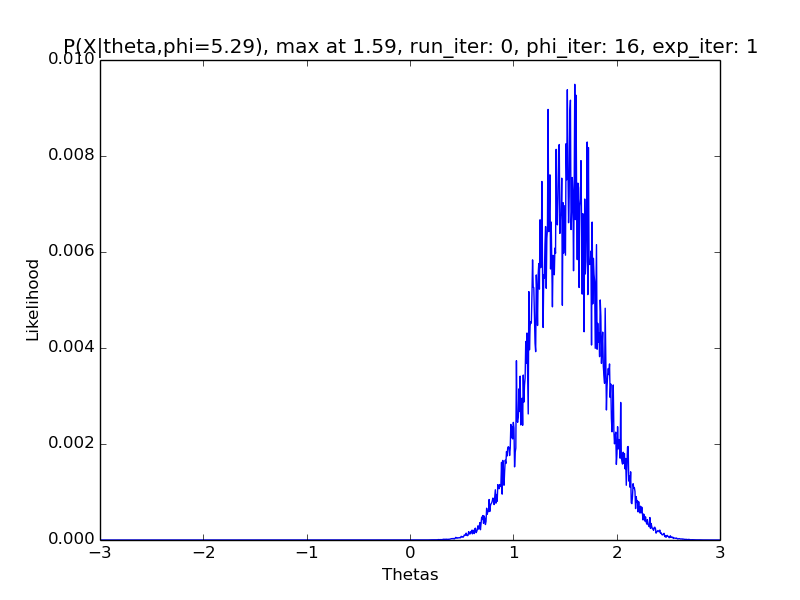 P(X|theta,phi=5.29), max at 1.59, run_iter: 0, phi_iter: 16, exp_iter: 1
0.010
0.008
0.006
0.004
0.002
0.000
Likelihood
−3 −2 −1 0 1 2 3
Thetas